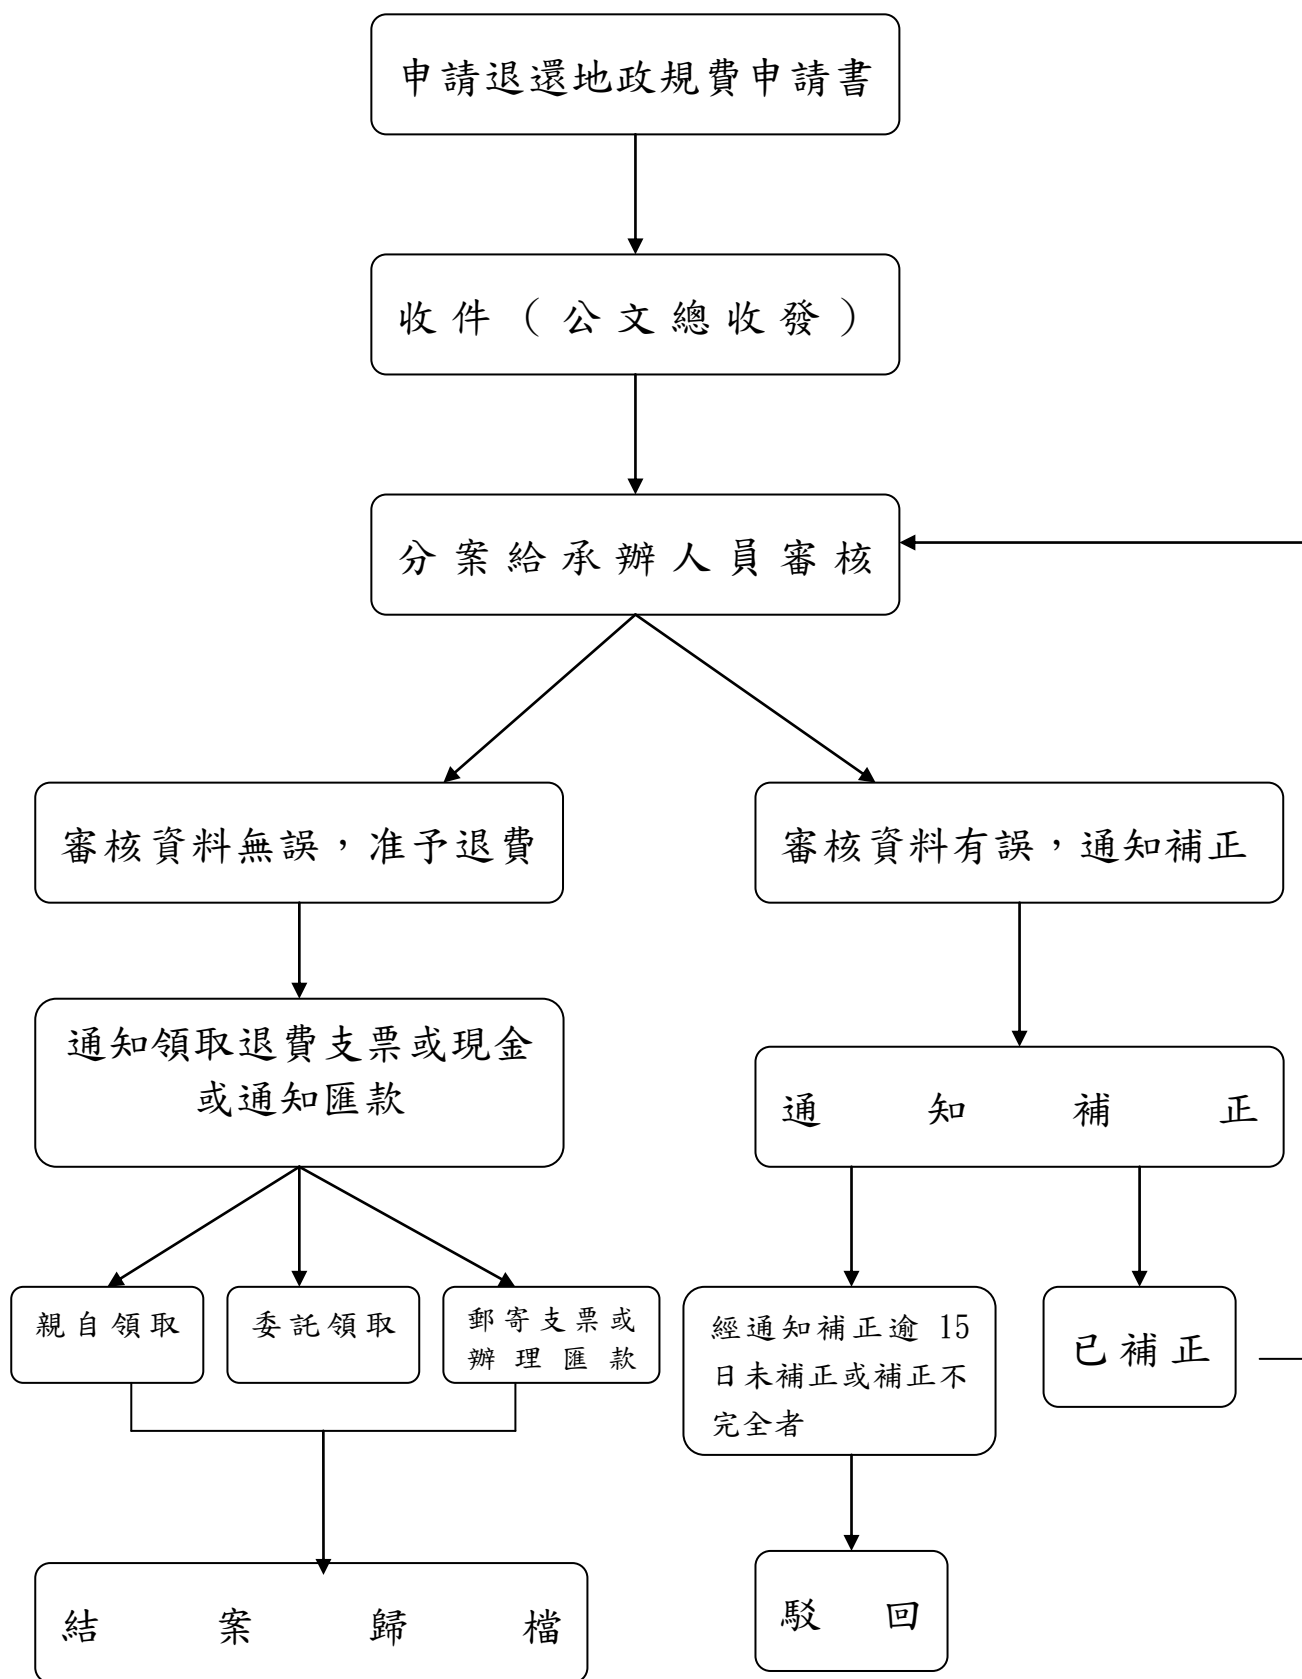 申請退還地政規費申請書
收件（公文總收發）
分案給承辦人員審核
審核資料無誤，准予退費
審核資料有誤，通知補正
通知領取退費支票或現金
或通知匯款
通知補正
親自領取
委託領取
郵寄支票或
辦理匯款
經通知補正逾 15
日未補正或補正不
完全者
已補正
結案歸檔
駁回